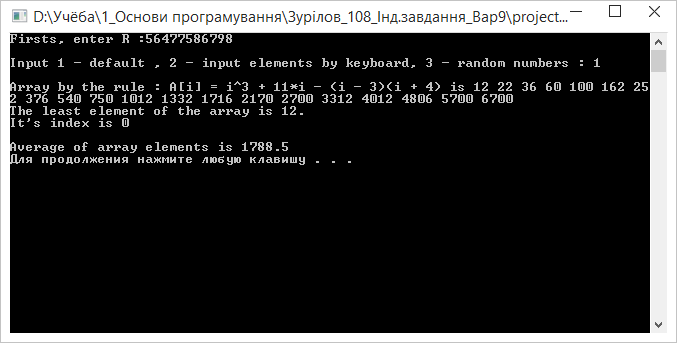 D:\Учёба\1_Основи програмування\Зурілов_108_Інд.завдання_Вар9\project...
Firsts, enter R :56477586798
Input 1 - default , 2 - input elements by keyboard, 3 - random numbers : 1
Array by the rule : A[i] = i^3 + 11*i - (i - 3)(i + 4) is 12 22 36 60 100 162 25
2 376 540 750 1012 1332 1716 2170 2700 3312 4012 4806 5700 6700
The least element of the array is 12.
It's index is 0
Average of array elements is 1788.5
Для продолжения нажмите любую клавишу . . .